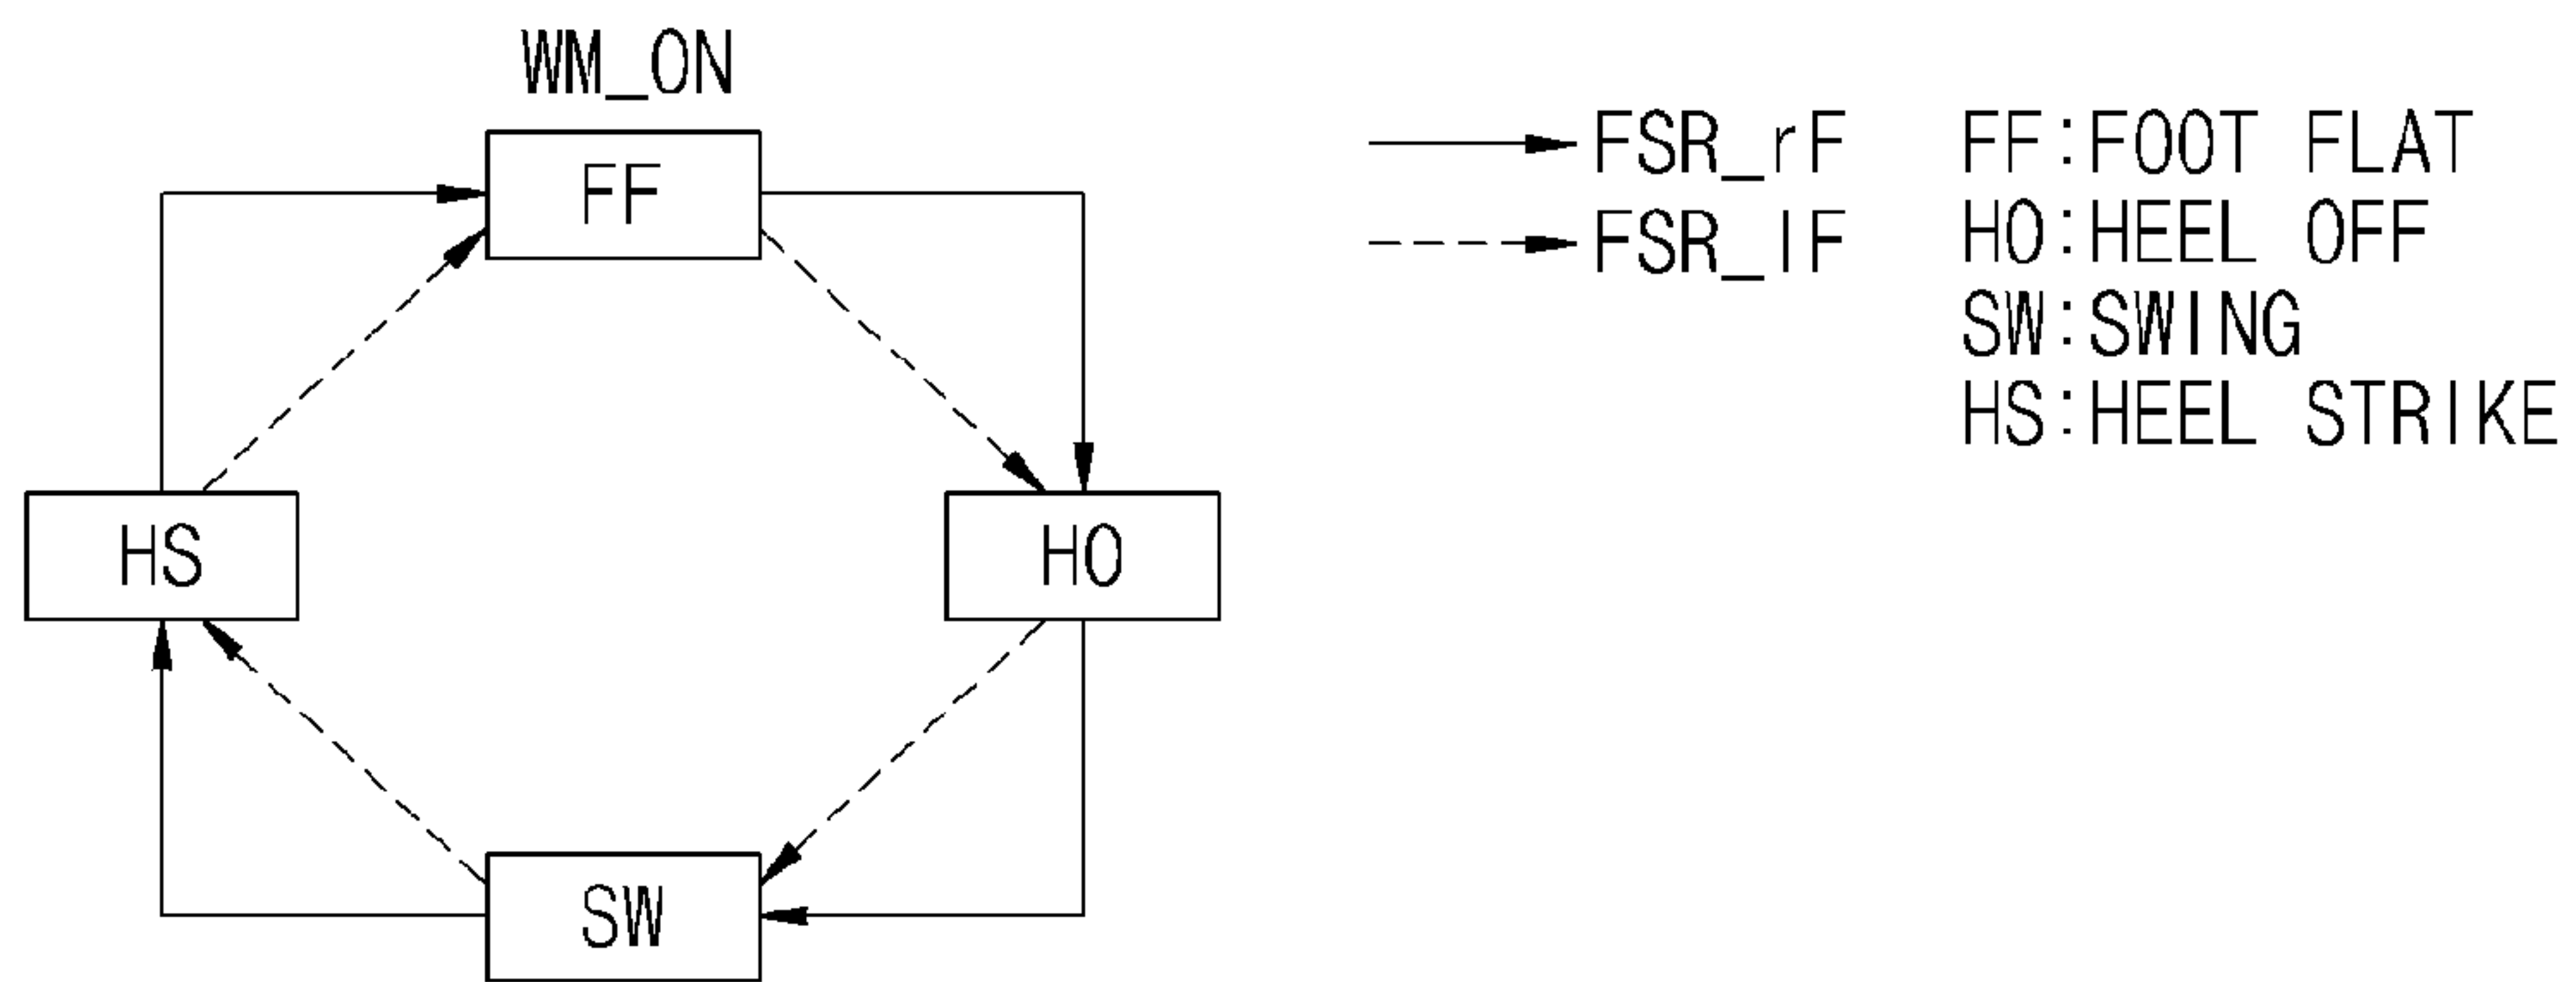 WM_ON
FF
HS
HO
SW
FSR_rF
FSR_lF
FF:FOOT FLAT
HO:HEEL OFF
SW:SWING
HS:HEEL STRIKE